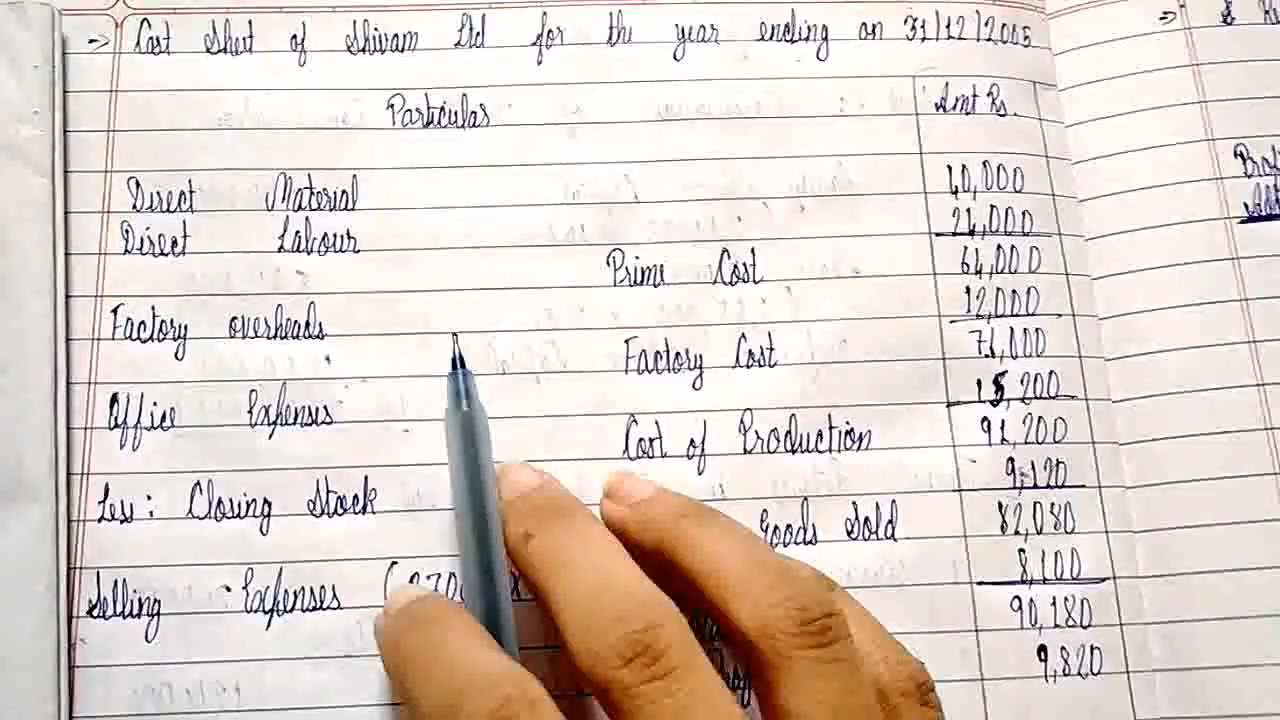 => Cost Sheet of Shivam Ltd for the year ending on 31/12/2005
Particulas Amt Rs.
Direct Material 40,000
Direct Labour 24,000
Prime Cost 64,000
Factory overheads 12,000
Factory Cost 76,000
Office Expenses 15,200
Cost of Production 91,200
Less: Closing Stock 9,120
Goods Sold 82,080
Selling Expenses (270 8,100
90,180
9,820